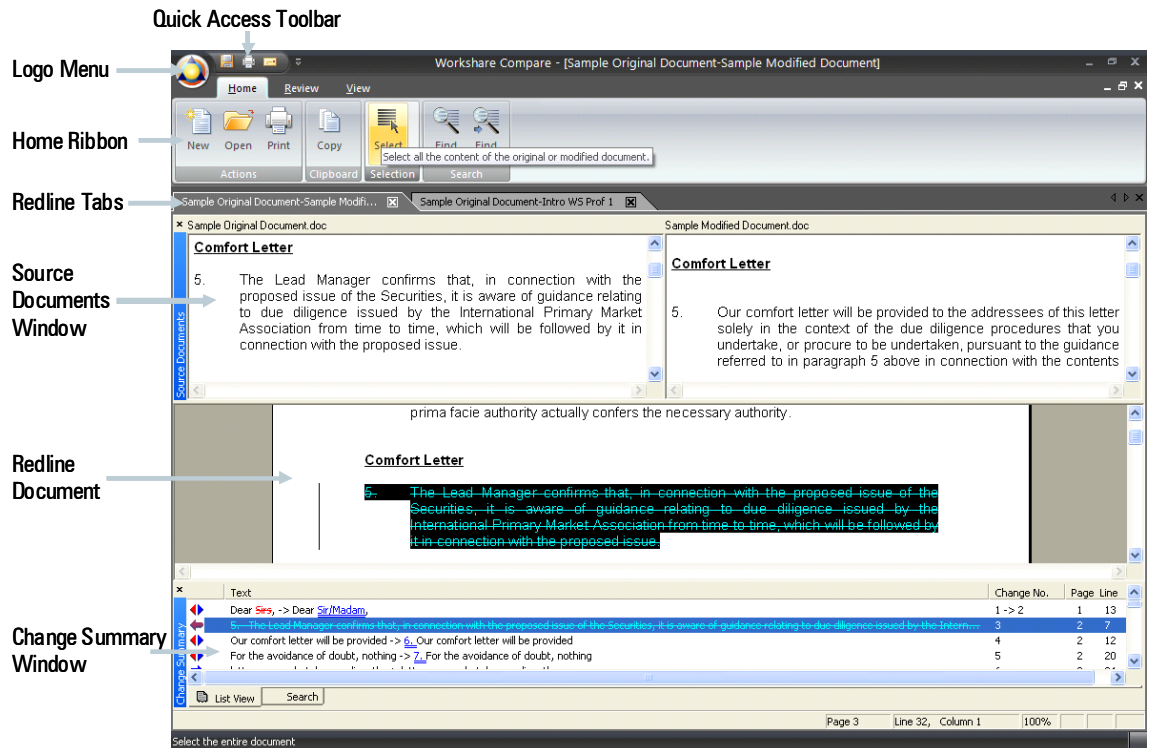 Quick Access Toolbar
Logo Menu
Workshare Compare - [Sample Original Document-Sample Modified Document]
Home Review View
Home Ribbon
New Open Print Copy Select Find Find
Select all the content of the original or modified document.
Actions Clipboard Selection Search
Redline Tabs
Sample Original Document-Sample Modifi... Sample Original Document-Intro WS Prof 1
Sample Original Document.doc Sample Modified Document.doc
Source
Documents
Window
Source Documents
Comfort Letter
5. The Lead Manager confirms that, in connection with the
proposed issue of the Securities, it is aware of guidance relating
to due diligence issued by the International Primary Market
Association from time to time, which will be followed by it in
connection with the proposed issue.
Comfort Letter
5. Our comfort letter will be provided to the addressees of this letter
solely in the context of the due diligence procedures that you
undertake, or procure to be undertaken, pursuant to the guidance
referred to in paragraph 5 above in connection with the contents
Redline
Document
prima facie authority actually confers the necessary authority.
Comfort Letter
5. The Lead Manager confirms that, in connection with the proposed issue of the
Securities, it is aware of guidance relating to due diligence issued by the
International Primary Market Association from time to time, which will be followed by
it in connection with the proposed issue.
Change Summary
Window
Change Summary
Text Change No. Page Line
Dear Sirs, -> Dear Sir/Madam, 1 -> 2 1 13
5. The Lead Manager confirms that, in connection with the proposed issue of the Securities, it is aware of guidance relating to due diligence issued by the Intern... 3 2 7
Our comfort letter will be provided -> 6. Our comfort letter will be provided 4 2 12
For the avoidance of doubt, nothing -> 7. For the avoidance of doubt, nothing 5 2 20
List View Search
Page 3 Line 32, Column 1 100%
Select the entire document